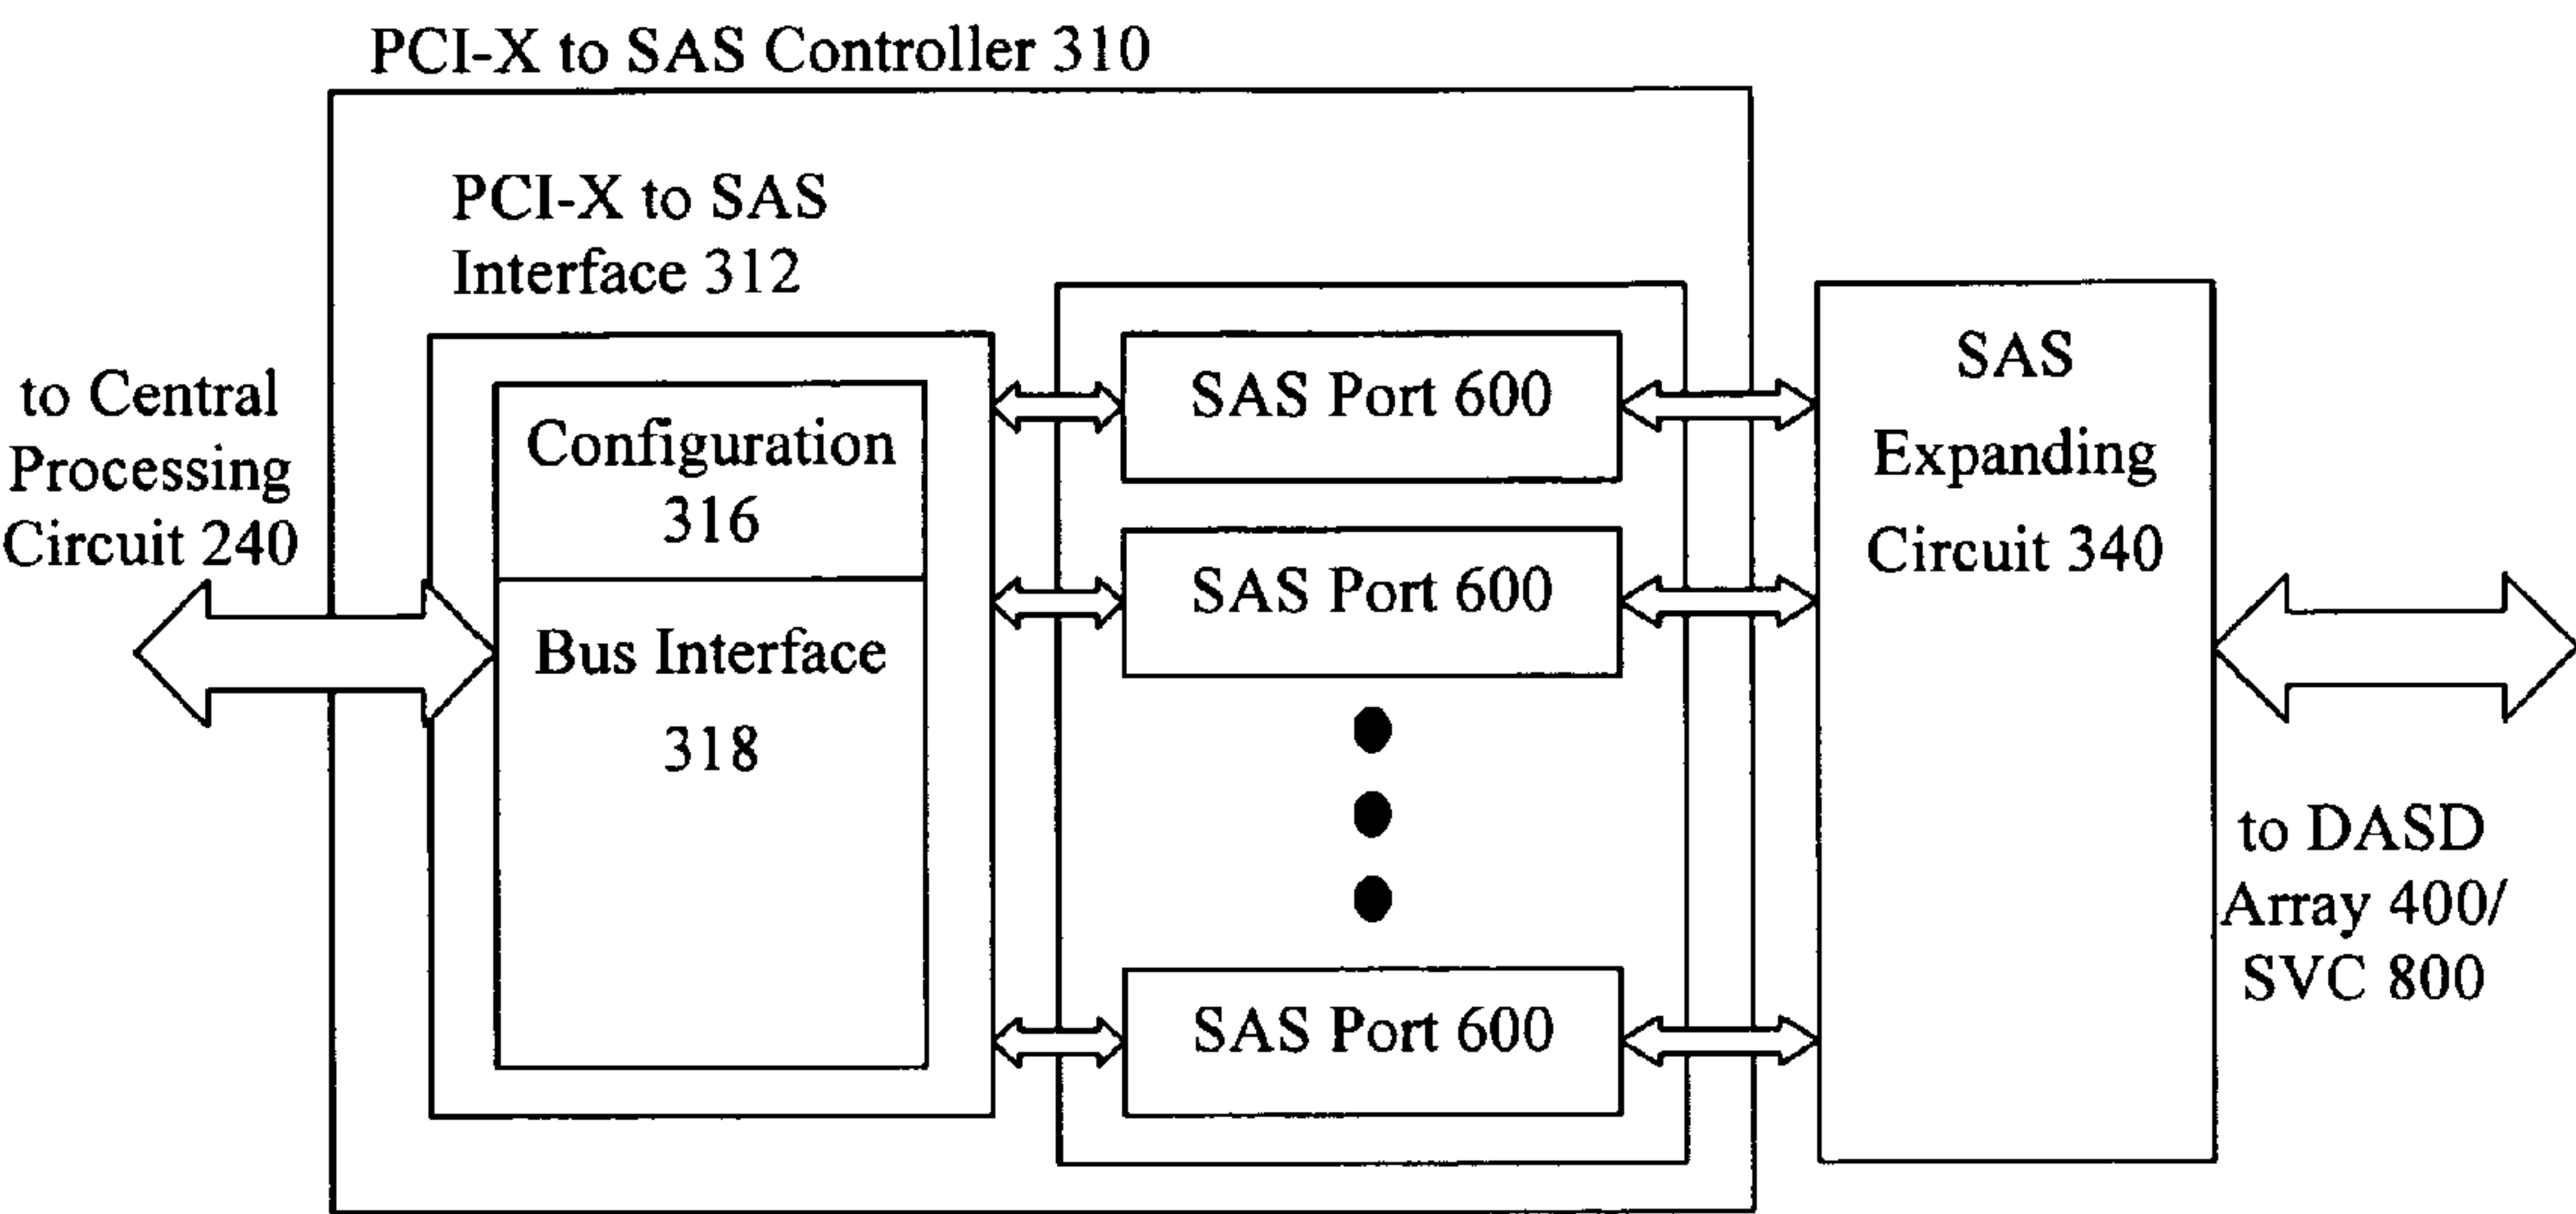 PCI-X to SAS Controller 310
PCI-X to SAS
Interface 312
to Central
Processing
Circuit 240
Configuration
316
Bus Interface
318
SAS Port 600
SAS Port 600
SAS Port 600
SAS
Expanding
Circuit 340
to DASD
Array 400/
SVC 800